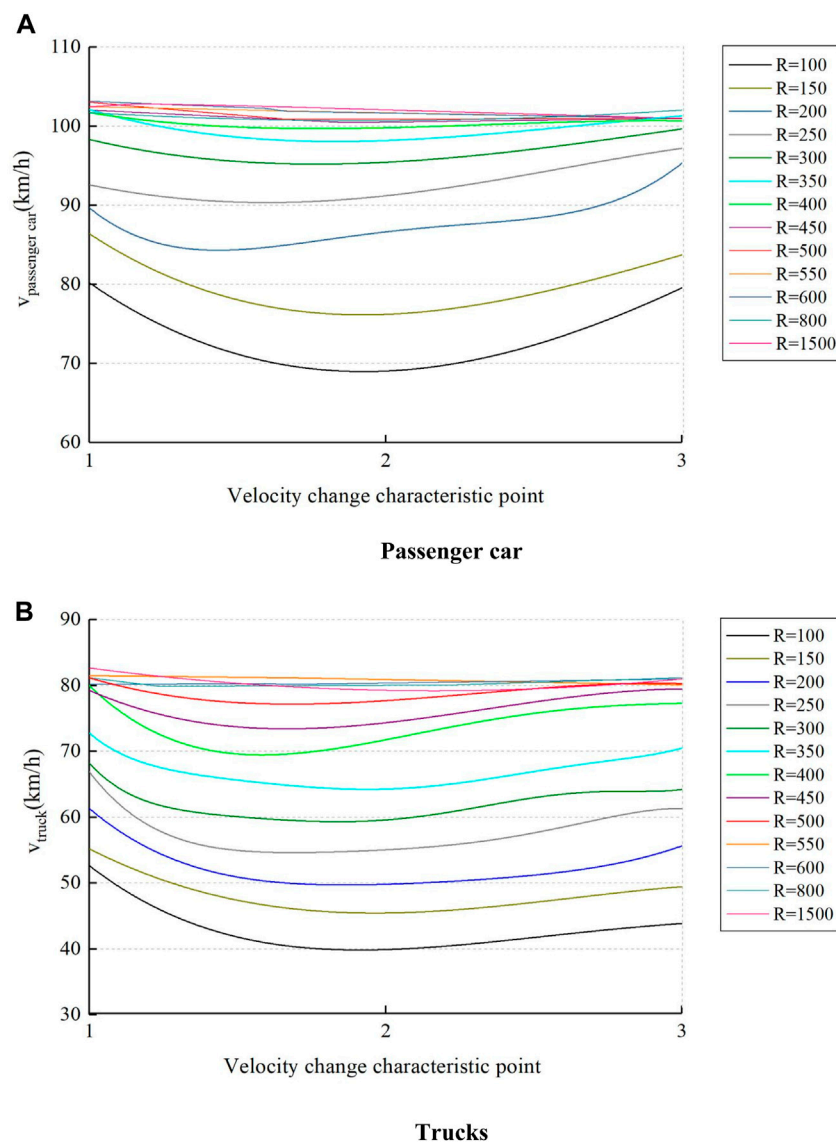 A
110
100
90
80
70
60
v passenger car(km/h)
1 2 3
Velocity change characteristic point
R=100
R=150
R=200
R=250
R=300
R=350
R=400
R=450
R=500
R=550
R=600
R=800
R=1500
Passenger car
B
90
80
70
60
50
40
30
v truck(km/h)
1 2 3
Velocity change characteristic point
R=100
R=150
R=200
R=250
R=300
R=350
R=400
R=450
R=500
R=550
R=600
R=800
R=1500
Trucks